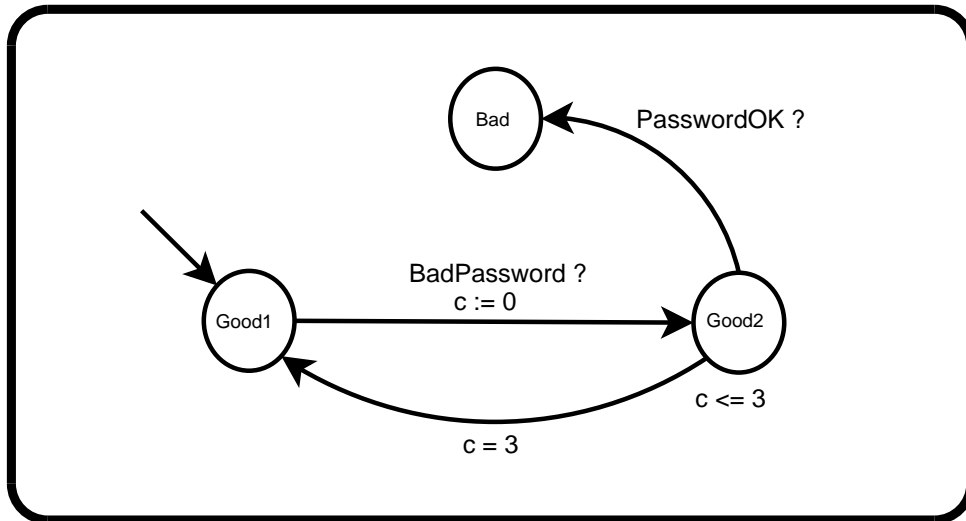 Bad
PasswordOK ?
BadPassword ?
c := 0
Good1
Good2
c <= 3
c = 3